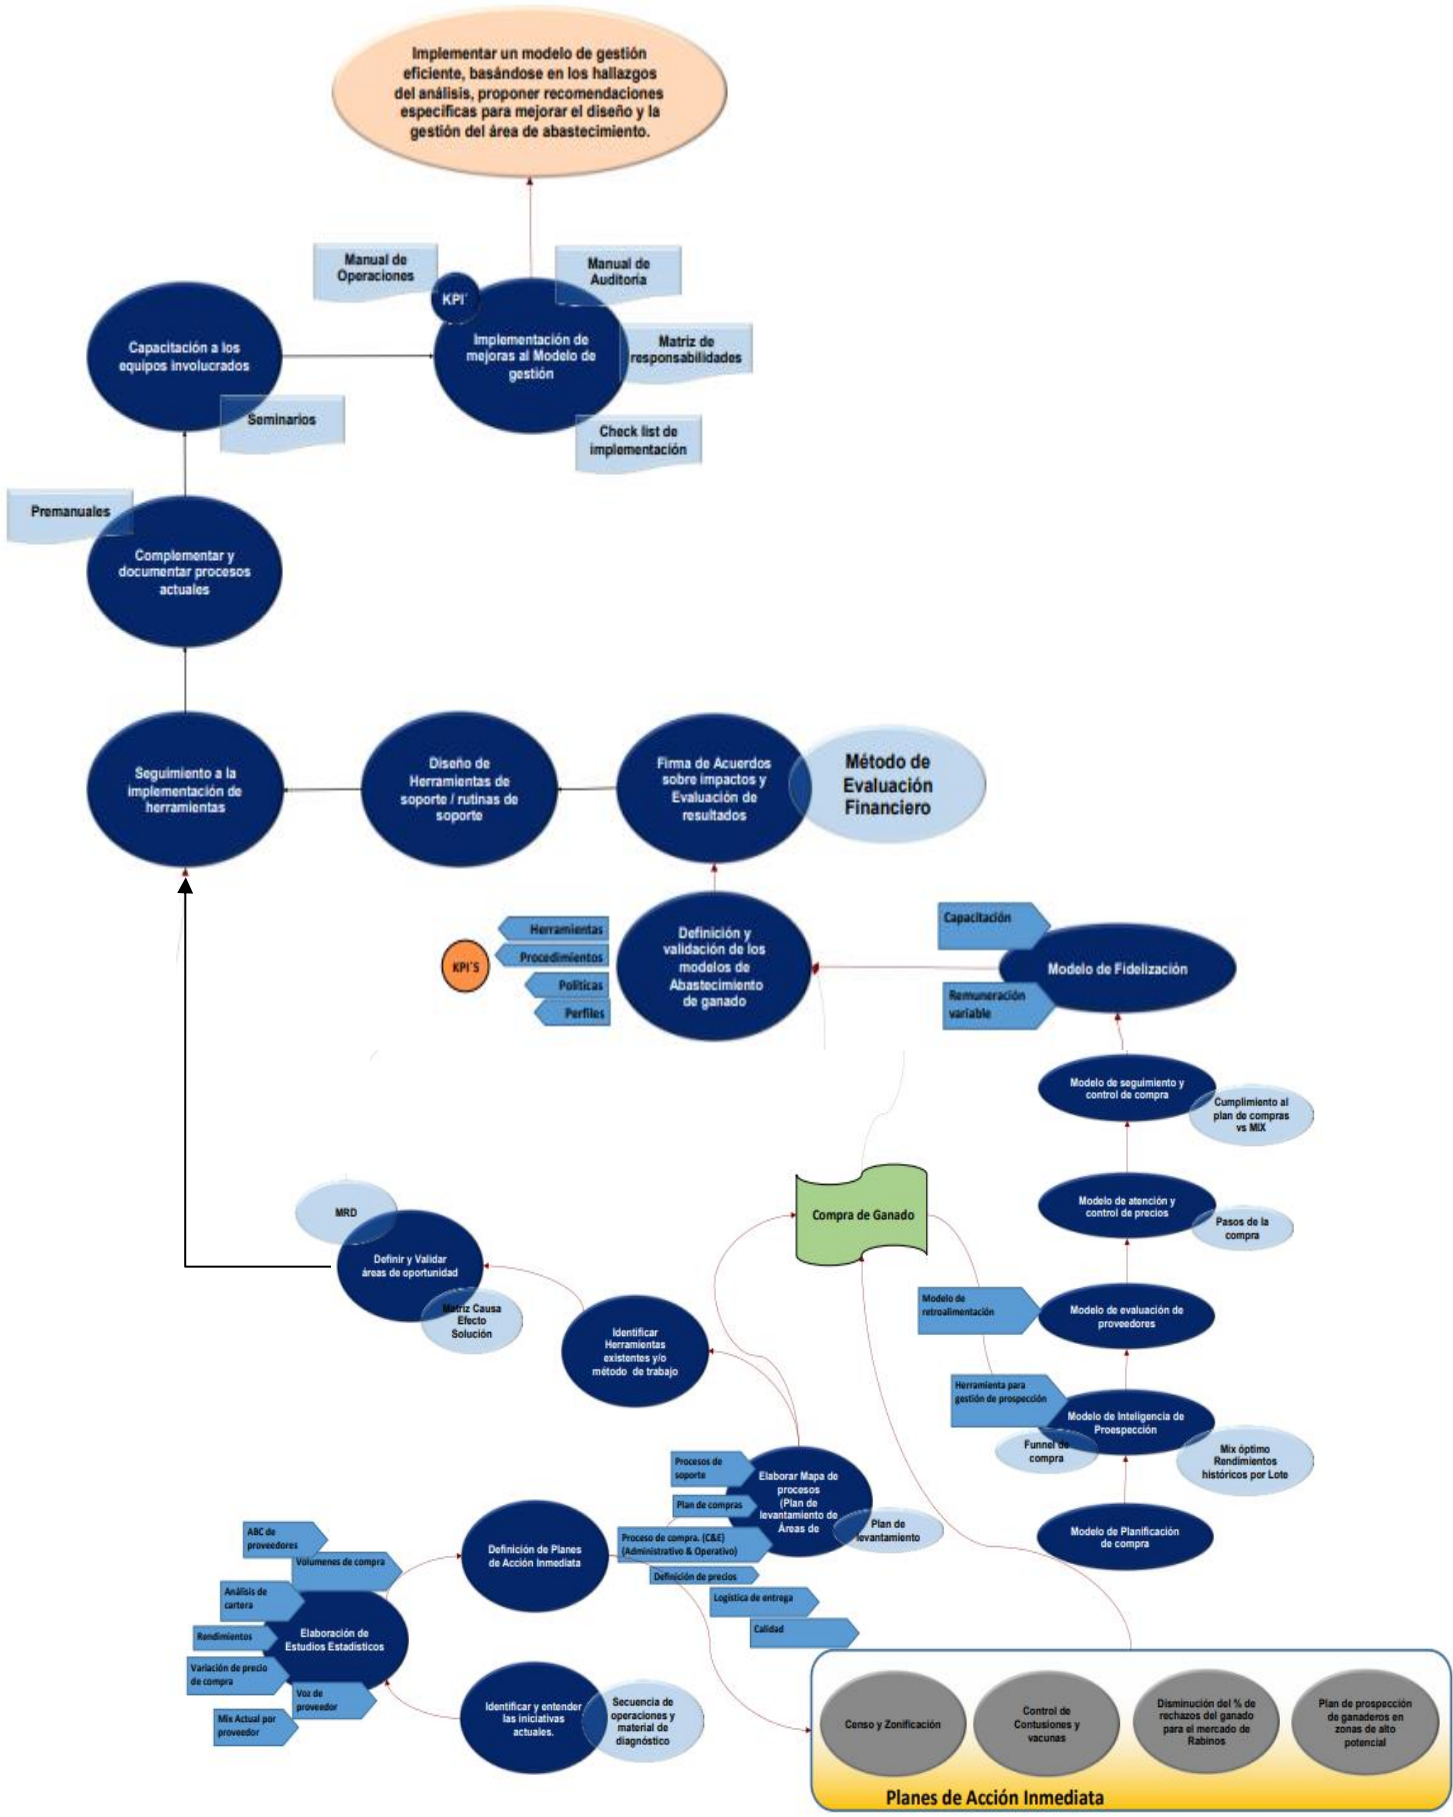 Implementar un modelo de gestión
eficiente, basándose en los hallazgos
del análisis, proponer recomendaciones
específicas para mejorar el diseño y la
gestión del área de abastecimiento.
Manual de
Operaciones
KPI´
Manual de
Auditoría
Capacitación a los
equipos involucrados
Implementación de
mejoras al Modelo de
gestión
Matriz de
responsabilidades
Seminarios
Check list de
implementación
Premanuales
Complementar y
documentar procesos
actuales
Seguimiento a la
implementación de
herramientas
Diseño de
Herramientas de
soporte / rutinas de
soporte
Firma de Acuerdos
sobre impactos y
Evaluación de
resultados
Método de
Evaluación
Financiero
KPI´S
Herramientas
Procedimientos
Políticas
Perfiles
Definición y
validación de los
modelos de
Abastecimiento
de ganado
Capacitación
Modelo de Fidelización
Remuneración
variable
Modelo de seguimiento y
control de compra
Cumplimiento al
plan de compras
vs MIX
Modelo de atención y
control de precios
Pasos de la
compra
MRD
Definir y Validar
áreas de oportunidad
Matriz Causa
Efecto
Solución
Compra de Ganado
Modelo de
retroalimentación
Modelo de evaluación de
proveedores
Identificar
Herramientas
existentes y/o
método de trabajo
Herramienta para
gestión de prospección
Modelo de Inteligencia de
Proespección
Funnel de
compra
Mix óptimo
Rendimientos
históricos por Lote
Modelo de Planificación
de compra
Procesos de
soporte
Plan de compras
Proceso de compra. (C&E)
(Administrativo & Operativo)
Definición de precios
Logística de entrega
Calidad
Elaborar Mapa de
procesos
(Plan de
levantamiento de
Áreas de
Plan de
levantamiento
Definición de Planes
de Acción Inmediata
ABC de
proveedores
Volumenes de compra
Análisis de
cartera
Rendimientos
Variación de precio
de compra
Voz de
proveedor
Mix Actual por
proveedor
Elaboración de
Estudios Estadísticos
Identificar y entender
las iniciativas
actuales.
Secuencia de
operaciones y
material de
diagnóstico
Censo y Zonificación
Control de
Contusiones y
vacunas
Disminución del % de
rechazos del ganado
para el mercado de
Rabinos
Plan de prospección
de ganaderos en
zonas de alto
potencial
Planes de Acción Inmediata